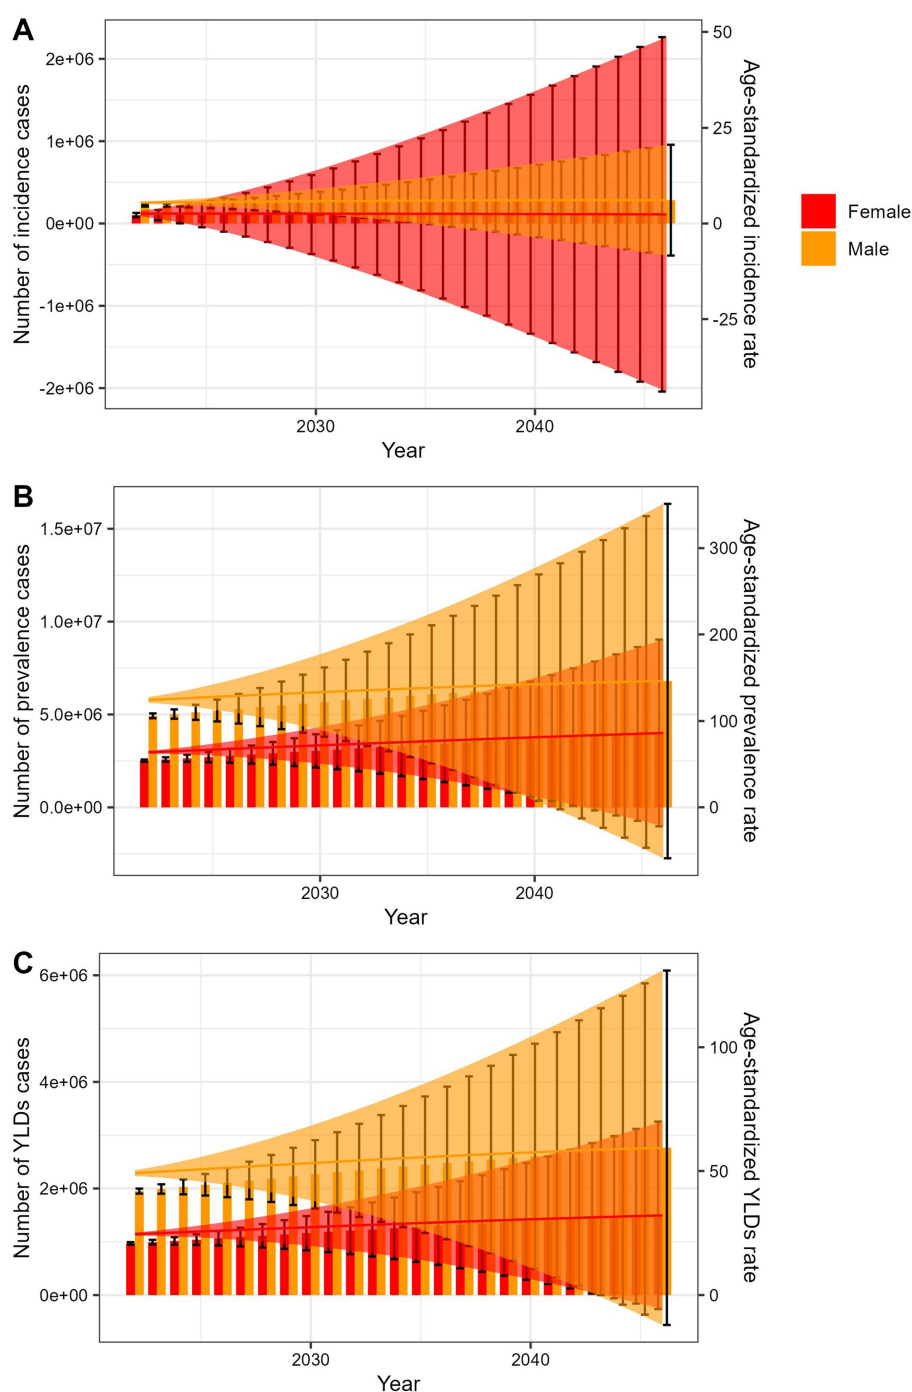 A
2e+06
1e+06
0e+00
-1e+06
-2e+06
Number of incidence cases
50
25
0
-25
Age-standardized incidence rate
2030
2040
Year
Female
Male
B
1.5e+07
1.0e+07
5.0e+06
0.0e+00
Number of prevalence cases
300
200
100
0
Age-standardized prevalence rate
2030
2040
Year
C
6e+06
4e+06
2e+06
0e+00
Number of YLDs cases
100
50
0
Age-standardized YLDs rate
2030
2040
Year